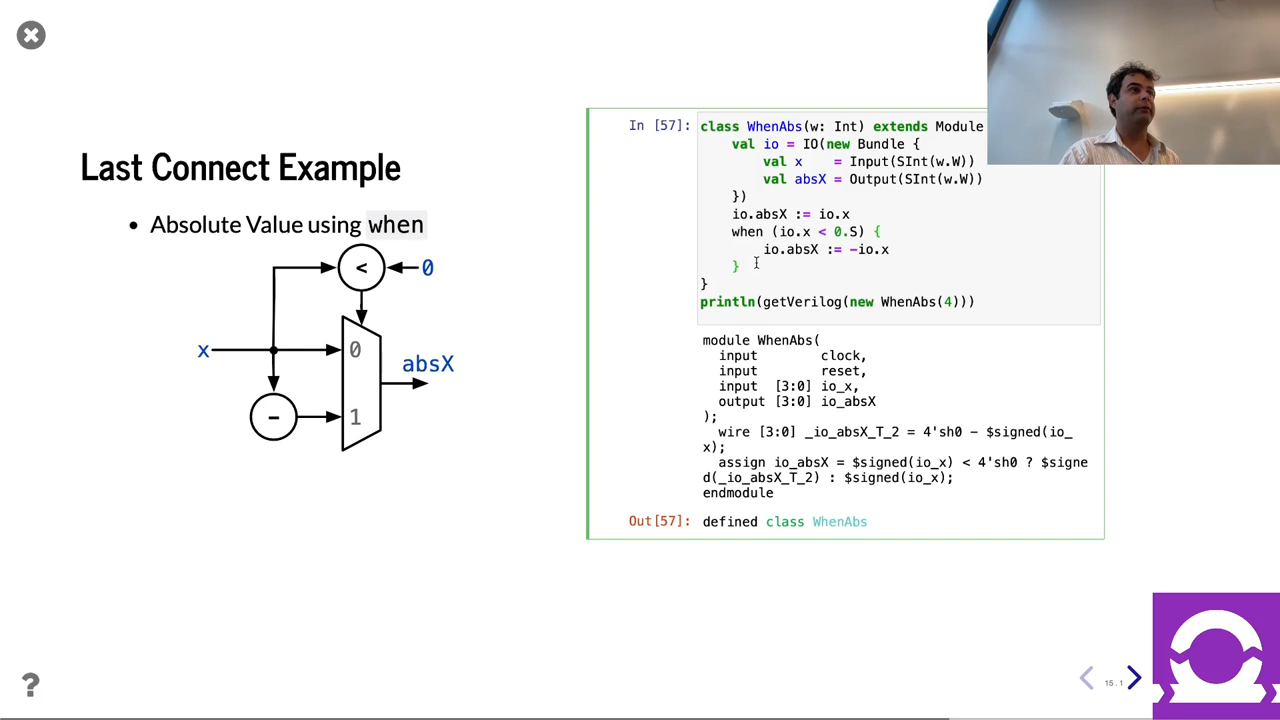 Last Connect Example
• Absolute Value using when
< 0
x 0 absX
- 1
In [57]: class WhenAbs(w: Int) extends Module
val io = IO(new Bundle {
val x    = Input(SInt(w.W))
val absX = Output(SInt(w.W))
})
io.absX := io.x
when (io.x < 0.S) {
io.absX := -io.x
}
}
println(getVerilog(new WhenAbs(4)))
module WhenAbs(
input        clock,
input        reset,
input  [3:0] io_x,
output [3:0] io_absX
);
wire [3:0] _io_absX_T_2 = 4'sh0 - $signed(io_
x);
assign io_absX = $signed(io_x) < 4'sh0 ? $signe
d(_io_absX_T_2) : $signed(io_x);
endmodule
Out[57]: defined class WhenAbs
?
15.1